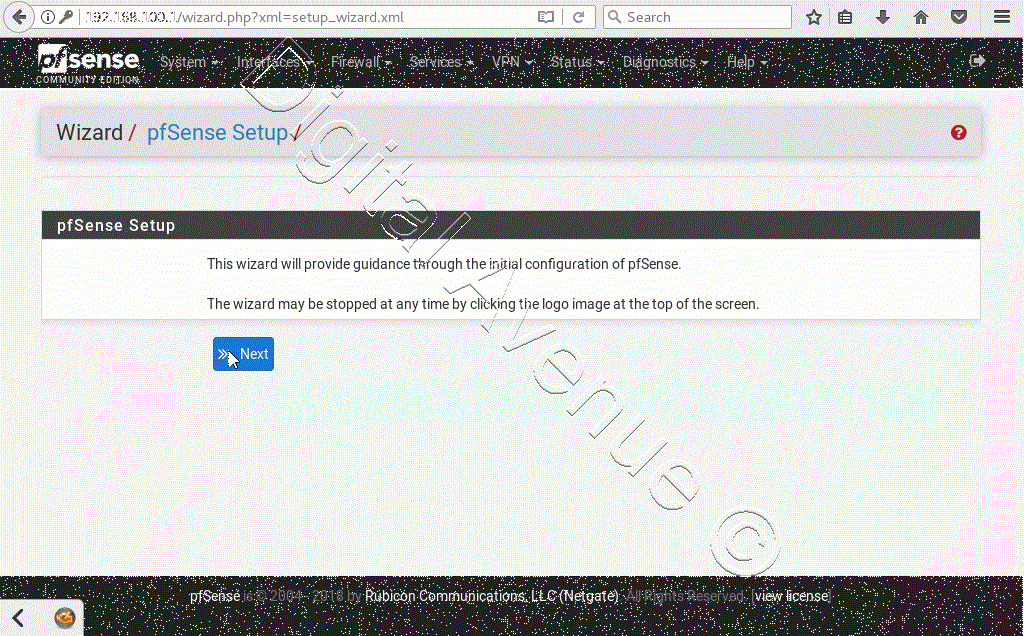 192.168.100.1/wizard.php?xml=setup_wizard.xml
Search
pfsense
COMMUNITY EDITION
System Interfaces Firewall Services VPN Status Diagnostics Help
Wizard / pfSense Setup /
pfSense Setup
This wizard will provide guidance through the initial configuration of pfSense.
The wizard may be stopped at any time by clicking the logo image at the top of the screen.
Next
Digital Avenue ©
pfSense is © 2004 - 2018 by Rubicon Communications, LLC (Netgate). All Rights Reserved. [view license]